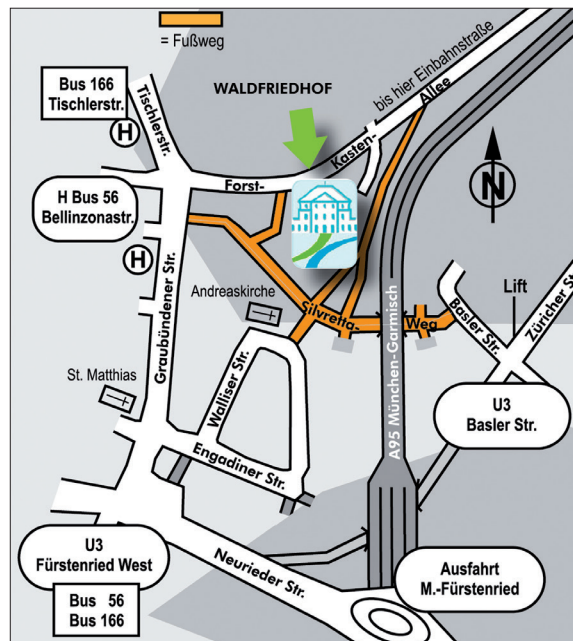 = Fußweg
Bus 166
Tischlerstr.
Tischlerstr.
H
WALDFRIEDHOF
bis hier Einbahnstraße
Forst-
Kasten-
Allee
N
H Bus 56
Bellinzonastr.
H
Graubündener Str.
Andreaskirche
Silvretta-
Weg
Basler Str.
Lift
Züricher St
St. Matthias
Walliser Str.
Engadiner Str.
A95 München-Garmisch
U3
Basler Str.
U3
Fürstenried West
Bus 56
Bus 166
Neurieder Str.
Ausfahrt
M.-Fürstenried